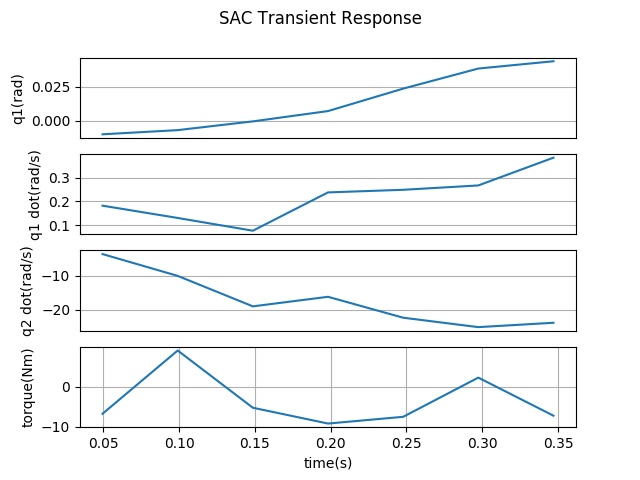 SAC Transient Response
q1(rad)
0.025
0.000
q1 dot(rad/s)
0.3
0.2
0.1
q2 dot(rad/s)
−10
−20
torque(Nm)
0
−10
0.05 0.10 0.15 0.20 0.25 0.30 0.35
time(s)